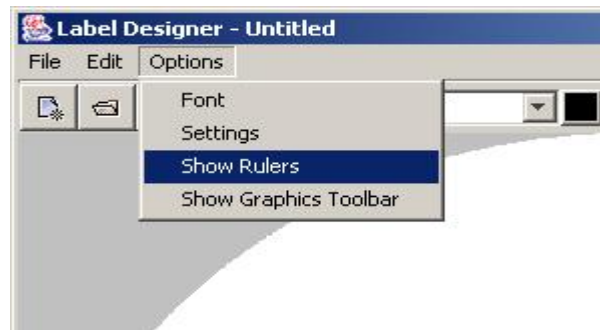 Label Designer - Untitled
File Edit Options
Font
Settings
Show Rulers
Show Graphics Toolbar